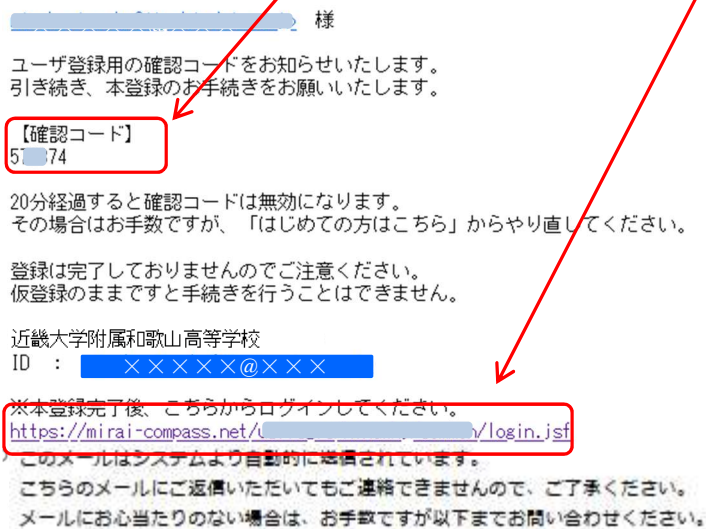 様
ユーザ登録用の確認コードをお知らせいたします。
引き続き、本登録のお手続きをお願いいたします。
【確認コード】
57 374
20分経過すると確認コードは無効になります。
その場合はお手数ですが、「はじめての方はこちら」からやり直してください。
登録は完了しておりませんのでご注意ください。
仮登録のままですと手続きを行うことはできません。
近畿大学附属和歌山高等学校
ID : ×××××@×××
※本登録完了後、こちらからログインしてください。
https://mirai-compass.net/u /login.jsf
このメールはシステムより自動的に送信されています。
こちらのメールにご返信いただいてもご連絡できませんので、ご了承ください。
メールにお心当たりのない場合は、お手数ですが以下までお問い合わせください。